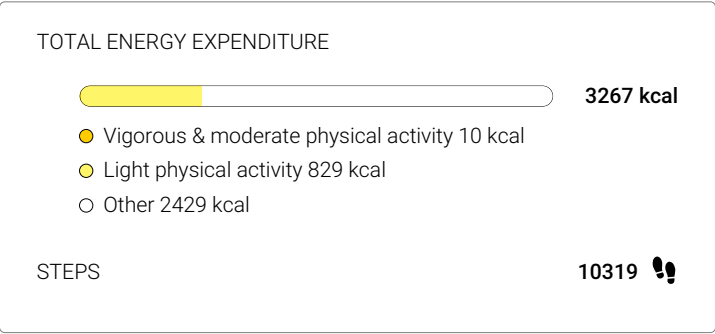 TOTAL ENERGY EXPENDITURE
3267 kcal
Vigorous & moderate physical activity 10 kcal
Light physical activity 829 kcal
Other 2429 kcal
STEPS 10319